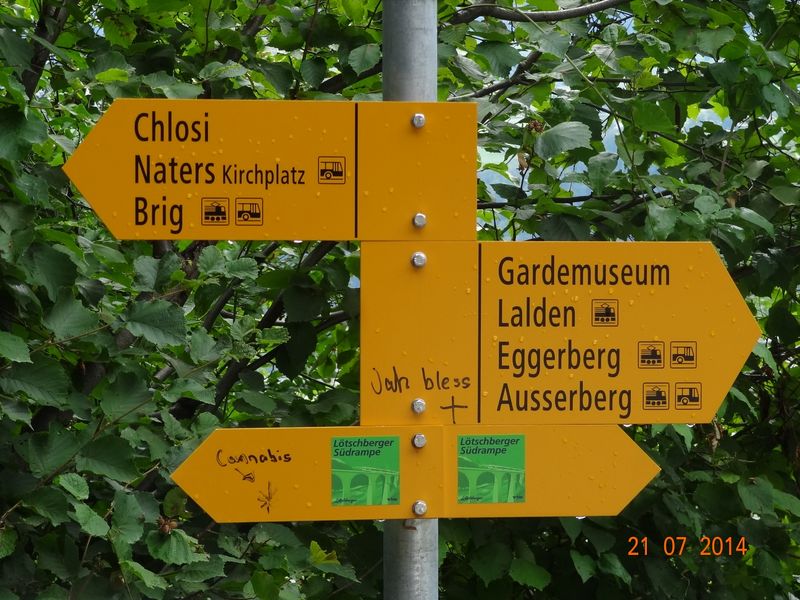 Chlosi
Naters Kirchplatz
Brig
Gardemuseum
Lalden
Eggerberg
Ausserberg
Jah bless
Cannabis
Lötschberger
Südrampe
Lötschberger
Südrampe
21 07 2014